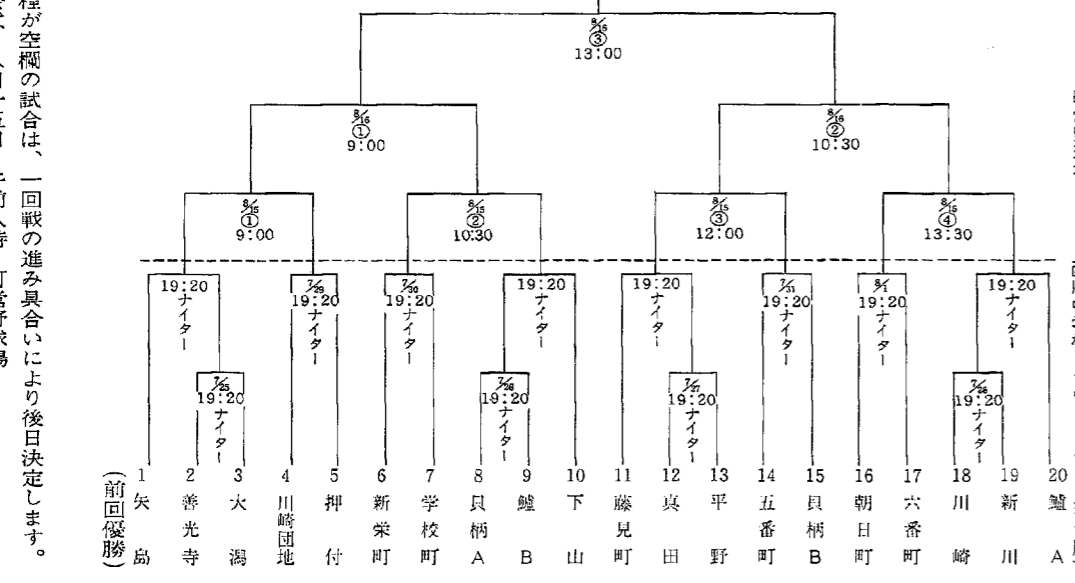 8/15
③
13:00
8/16
①
9:00
8/16
②
10:30
8/15
①
9:00
8/15
②
10:30
8/15
③
12:00
8/15
④
13:30
19:20
ナイター
7/29
19:20
ナイター
7/30
19:20
ナイター
19:20
ナイター
19:20
ナイター
7/31
19:20
ナイター
8/1
19:20
ナイター
19:20
ナイター
7/25
19:20
ナイター
19:20
ナイター
7/27
19:20
ナイター
19:20
ナイター
1 矢島
(前回優勝)
2 善光寺
3 大潟
4 川崎団地
5 押付
6 新栄町
7 学校町
8 貝柄A
9 鱸B
10 下山
11 藤見町
12 真田
13 平野
14 五番町
15 貝柄B
16 朝日町
17 六番町
18 川崎
19 新川
20 鱸A
程が空欄の試合は、一回戦の進み具合いにより後日決定します。